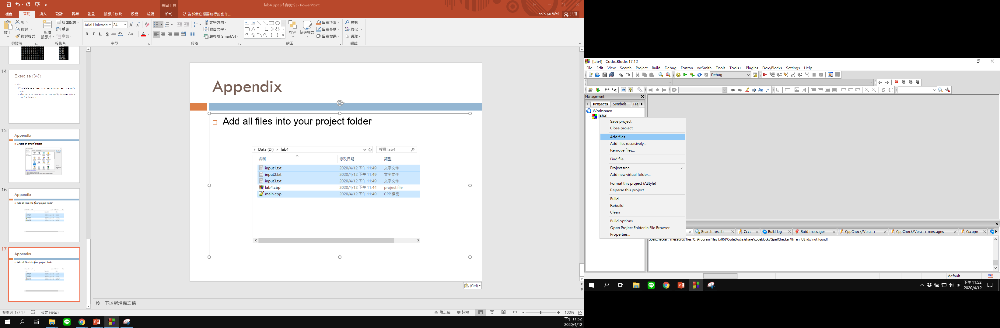 lab4.ppt [相容模式] - PowerPoint
繪圖工具
檔案 常用 插入 設計 轉場 動畫 投影片放映 校閱 檢視 格式 告訴我您想要執行的動作... shih-yu Wei 共用
貼上 剪下 複製 複製格式 剪貼簿
新增投影片 版面配置 重設 章節 投影片
Arial Unicode 24 B I U S abc AV Aa A 字型
文字方向 對齊文字 轉換成 SmartArt 段落
排列 快速樣式 圖案填滿 圖案外框 圖案效果 繪圖
尋找 取代 選取 編輯
14
Exercise (3/3)
15
Appendix
Create an empty project
16
Appendix
Add all files into your project folder
17
Appendix
Add all files into your project folder
Appendix
Add all files into your project folder
Data (D:) › lab4 搜尋 lab4
名稱 修改日期 類型
input1.txt 2020/4/12 下午 11:49 文字文件
input2.txt 2020/4/12 下午 11:49 文字文件
input3.txt 2020/4/12 下午 11:49 文字文件
lab4.cbp 2020/4/12 下午 11:44 project file
main.cpp 2020/4/12 下午 11:49 CPP 檔案
(Ctrl)
按一下以新增備忘稿
投影片 17/ 17 英文 (美國) 備忘稿 註解 100%
下午 11:52
2020/4/12
[lab4] - Code::Blocks 17.12
File Edit View Search Project Build Debug Fortran wxSmith Tools Tools+ Plugins DoxyBlocks Settings Help
Debug
/** *<
Management
Projects Symbols Files
Workspace
lab4
Save project
Close project
Add files...
Add files recursively...
Remove files...
Find file...
Project tree
Add new virtual folder...
Format this project (AStyle)
Reparse this project
Build
Rebuild
Clean
Build options...
Open Project Folder in File Browser
Properties...
Search results Cccc Build log Build messages CppCheck/Vera++ CppCheck/Vera++ messages Cscope
SpellChecker: Thesaurus files 'C:\Program Files (x86)\CodeBlocks\share\codeblocks\SpellChecker\th_en_US.idx' not found!
default
英 下午 11:52
2020/4/12